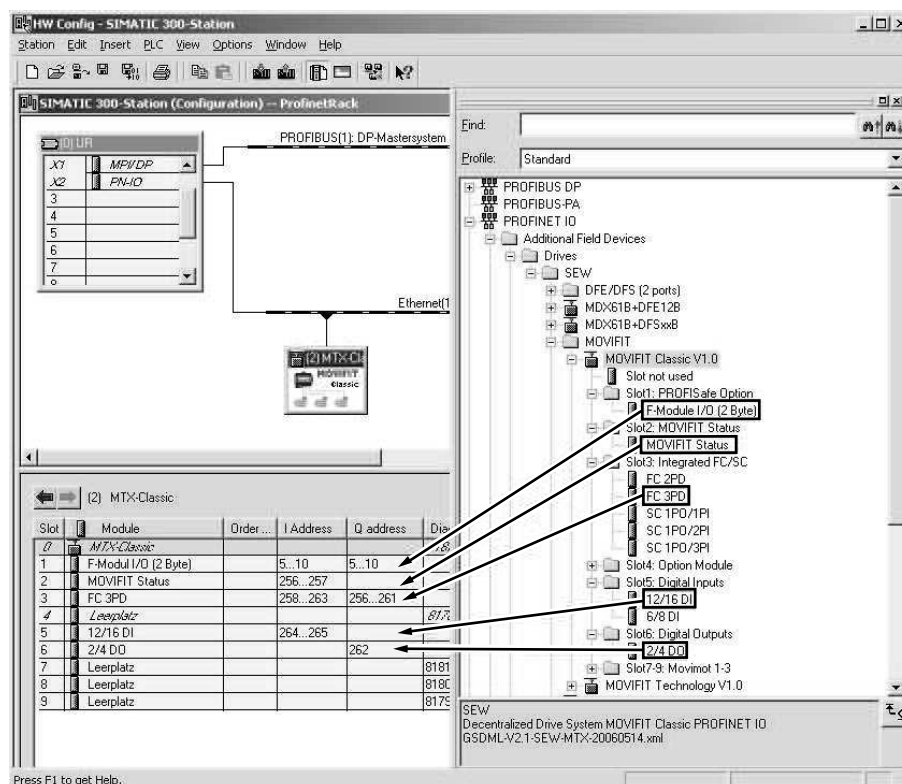 HW Config - SIMATIC 300-Station
Station Edit Insert PLC View Options Window Help
SIMATIC 300-Station (Configuration) -- ProfinetRack
(0) UR
X1 MPI/DP
X2 PN-IO
3
4
5
6
7
PROFIBUS(1): DP-Mastersystem
Ethernet(1
(2) MTX-Cl
MOVIFIT
Classic
(2) MTX-Classic
Slot Module Order ... I Address Q address Dia
0 MTX-Classic
1 F-Modul I/O (2 Byte) 5...10 5...10
2 MOVIFIT Status 256...257
3 FC 3PD 258...263 256...261
4 Leerplatz 817
5 12/16 DI 264...265
6 2/4 DO 262
7 Leerplatz 8181
8 Leerplatz 8180
9 Leerplatz 8179
Find:
Profile: Standard
PROFIBUS DP
PROFIBUS-PA
PROFINET IO
Additional Field Devices
Drives
SEW
DFE/DFS (2 ports)
MDX61B+DFE12B
MDX61B+DFSxxB
MOVIFIT
MOVIFIT Classic V1.0
Slot not used
Slot1: PROFISafe Option
F-Module I/O (2 Byte)
Slot2: MOVIFIT Status
MOVIFIT Status
Slot3: Integrated FC/SC
FC 2PD
FC 3PD
SC 1PO/1PI
SC 1PO/2PI
SC 1PO/3PI
Slot4: Option Module
Slot5: Digital Inputs
12/16 DI
6/8 DI
Slot6: Digital Outputs
2/4 DO
Slot7-9: Movimot 1-3
MOVIFIT Technology V1.0
SEW
Decentralized Drive System MOVIFIT Classic PROFINET IO
GSDML-V2.1-SEW-MTX-20060514.xml
Press F1 to get Help.